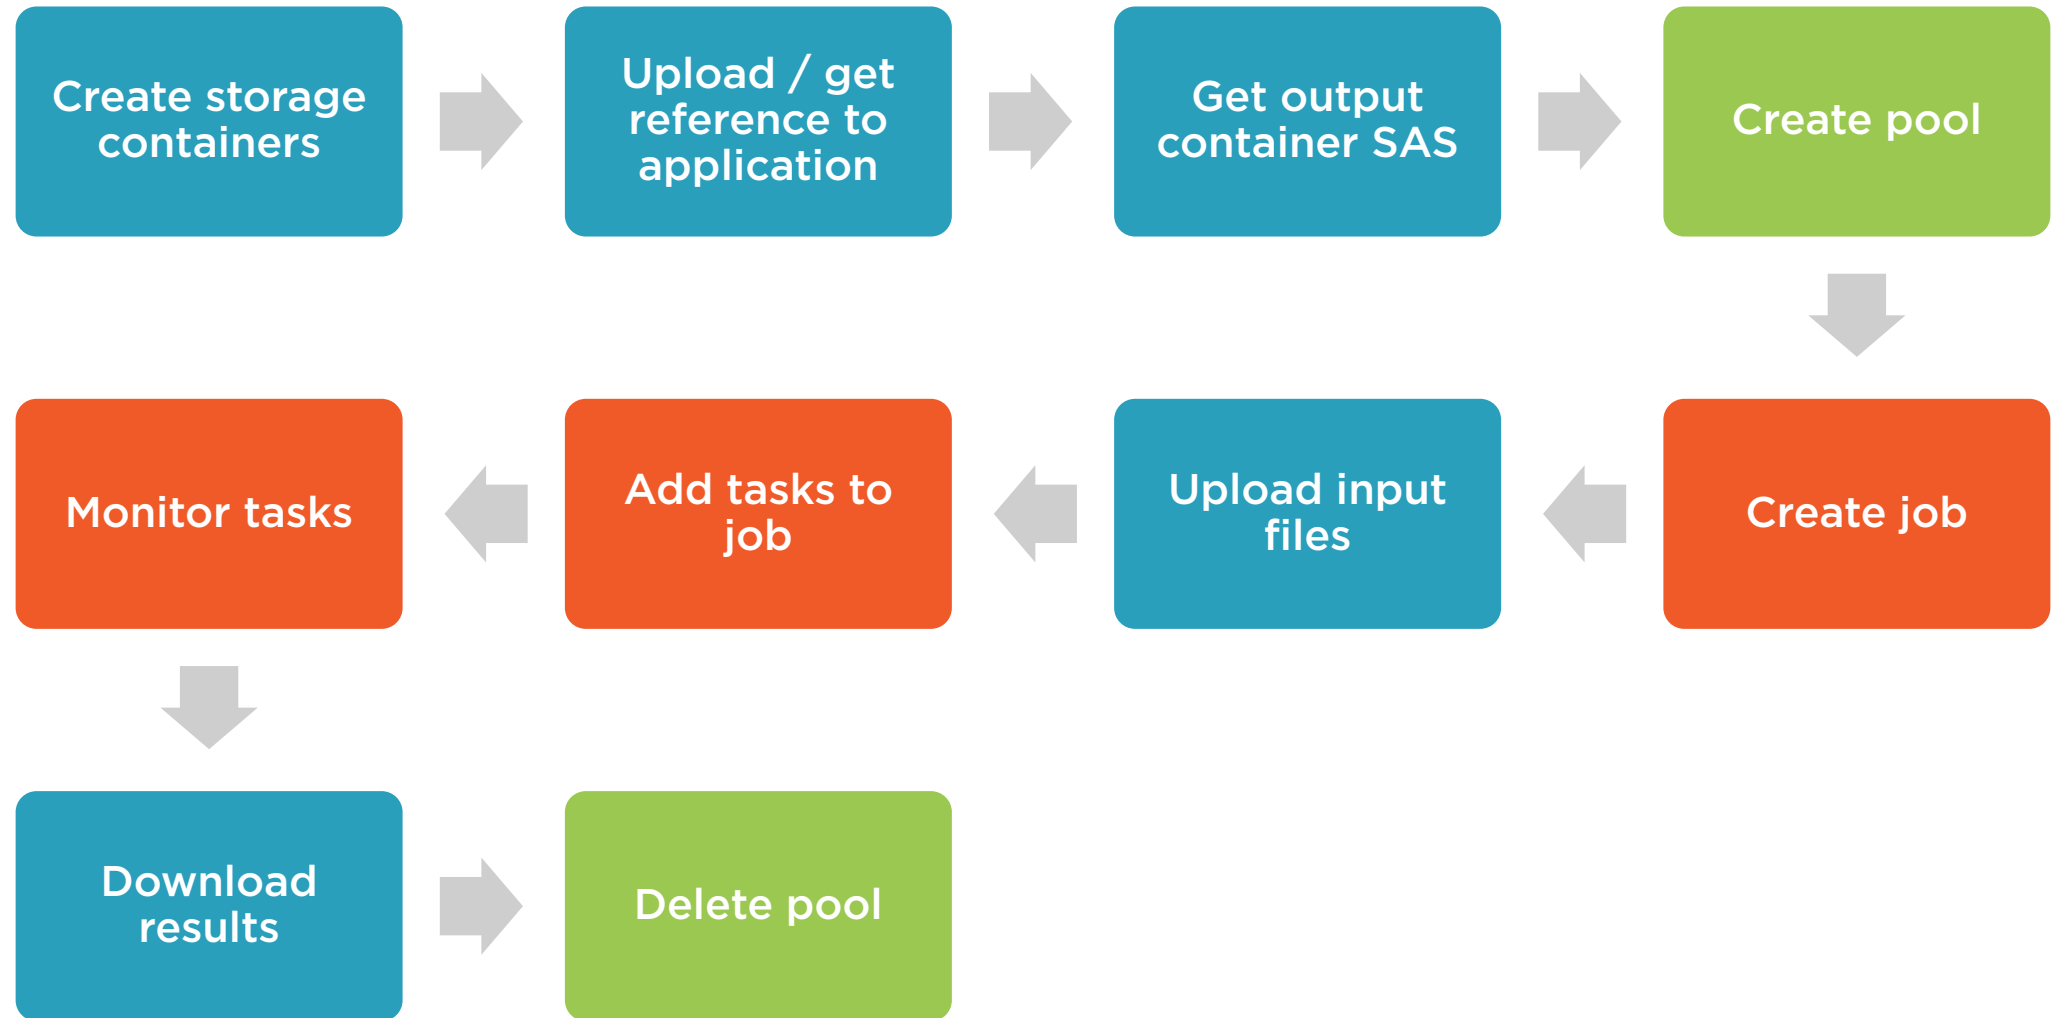 Create storage
containers
Upload / get
reference to
application
Get output
container SAS
Create pool
Create job
Upload input
files
Add tasks to
job
Monitor tasks
Download
results
Delete pool